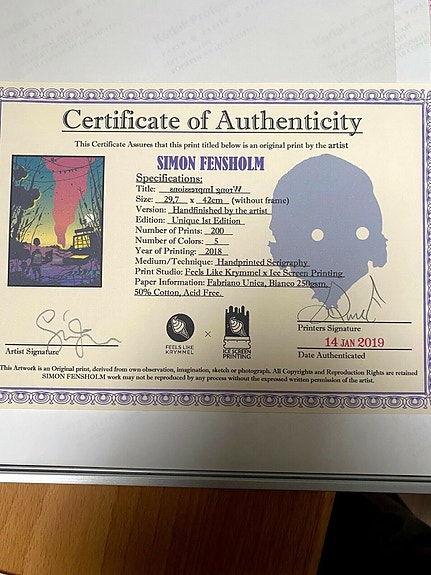 Certificate of Authenticity
This Certificate Assures that this print titled below is an original print by the artist
SIMON FENSHOLM
Specifications:
Title: Wrong Impressions
Size: 29,7 x 42cm (without frame)
Version: Handfinished by the artist
Edition: Unique 1st Edition
Number of Prints: 200
Number of Colors: 5
Year of Printing: 2018
Medium/Technique: Handprinted Serigraphy
Print Studio: Feels Like Krymmel x Ice Screen Printing
Paper Information: Fabriano Unica, Bianco 250gsm,
50% Cotton, Acid Free.
Artist Signature
FEELS LIKE
KRYMMEL
×
ICE SCREEN
PRINTING
Printers Signature
14 JAN 2019
Date Authenticated
This Artwork is an Original print, derived from own observation, imagination, sketch or photograph. All Copyrights and Reproduction Rights are retained
SIMON FENSHOLM work may not be reproduced by any process without the expressed written permission of the artist.